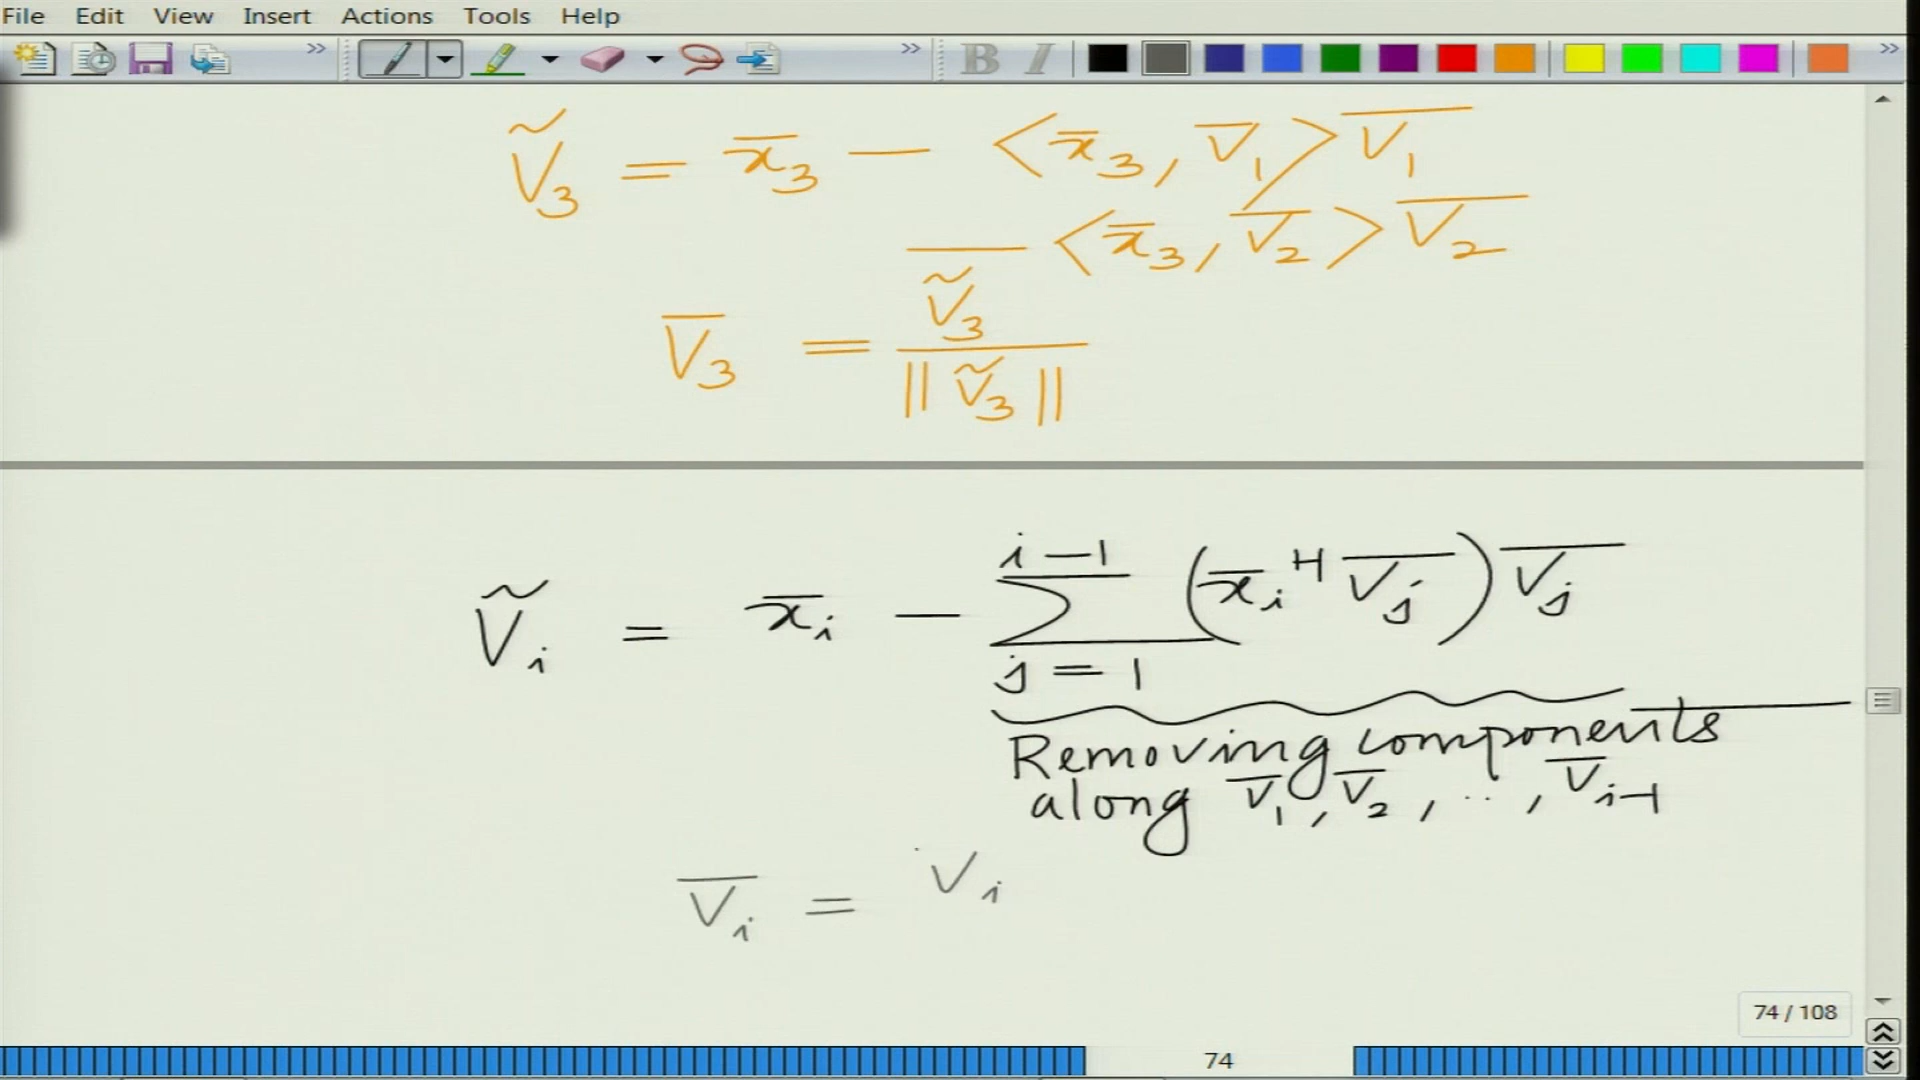 File Edit View Insert Actions Tools Help
B I
Ṽ₃ = x̅₃ − <x̅₃, V̅₁> V̅₁
− <x̅₃, V̅₂> V̅₂
V̅₃ = Ṽ₃ / ||Ṽ₃||
Ṽᵢ = x̅ᵢ − ∑_{j=1}^{i−1} (x̅ᵢᴴ V̅ⱼ) V̅ⱼ
Removing components
along V̅₁, V̅₂, .., V̅ᵢ₋₁
V̅ᵢ = Vᵢ
74 / 108
74